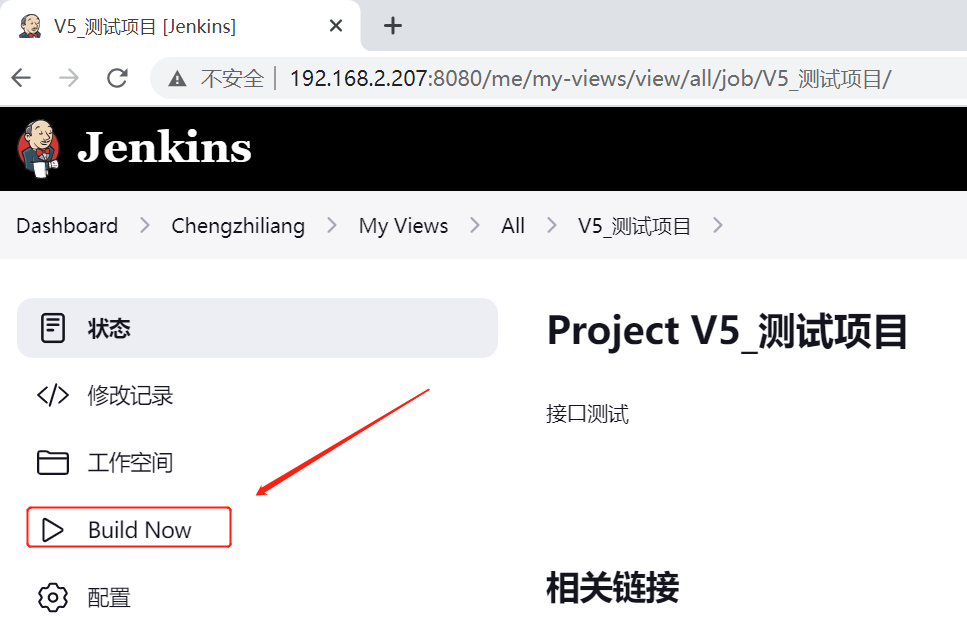 V5_测试项目 [Jenkins]
不安全 192.168.2.207:8080/me/my-views/view/all/job/V5_测试项目/
Jenkins
Dashboard Chengzhiliang My Views All V5_测试项目
状态
修改记录
工作空间
Build Now
配置
Project V5_测试项目
接口测试
相关链接